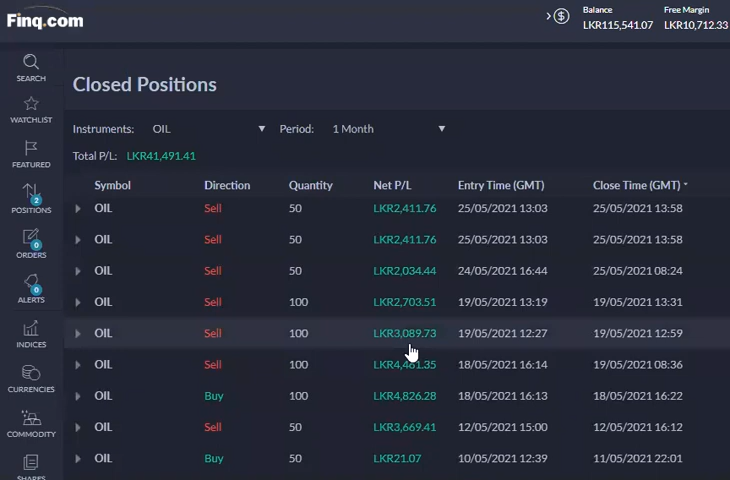 Finq.com
Balance
LKR115,541.07
Free Margin
LKR10,712.33
SEARCH
WATCHLIST
FEATURED
2
POSITIONS
0
ORDERS
0
ALERTS
INDICES
CURRENCIES
COMMODITY
SHARES
Closed Positions
Instruments: OIL Period: 1 Month
Total P/L: LKR41,491.41
Symbol Direction Quantity Net P/L Entry Time (GMT) Close Time (GMT)
OIL Sell 50 LKR2,411.76 25/05/2021 13:03 25/05/2021 13:58
OIL Sell 50 LKR2,411.76 25/05/2021 13:03 25/05/2021 13:58
OIL Sell 50 LKR2,034.44 24/05/2021 16:44 25/05/2021 08:24
OIL Sell 100 LKR2,703.51 19/05/2021 13:19 19/05/2021 13:31
OIL Sell 100 LKR3,089.73 19/05/2021 12:27 19/05/2021 12:59
OIL Sell 100 18/05/2021 16:14 19/05/2021 08:36
OIL Buy 100 LKR4,826.28 18/05/2021 16:13 18/05/2021 16:22
OIL Sell 50 LKR3,669.41 12/05/2021 15:00 12/05/2021 16:12
OIL Buy 50 LKR21.07 10/05/2021 12:39 11/05/2021 22:01